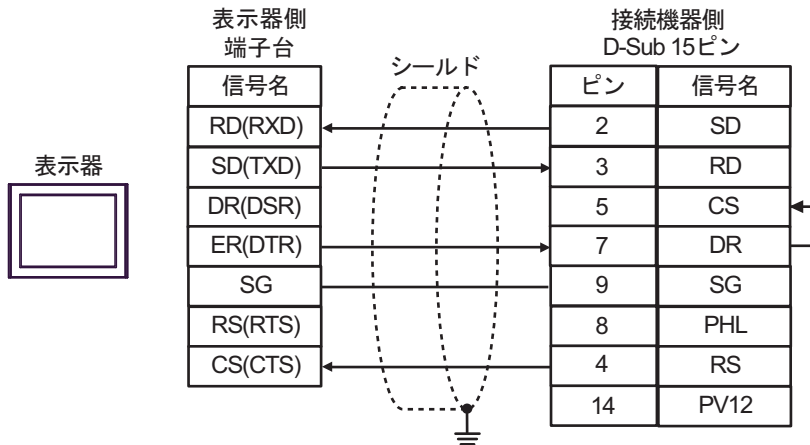 表示器側
端子台
接続機器側
D-Sub 15ピン
シールド
信号名
ピン 信号名
RD(RXD) 2 SD
SD(TXD) 3 RD
表示器
DR(DSR) 5 CS
ER(DTR) 7 DR
SG 9 SG
RS(RTS) 8 PHL
CS(CTS) 4 RS
14 PV12